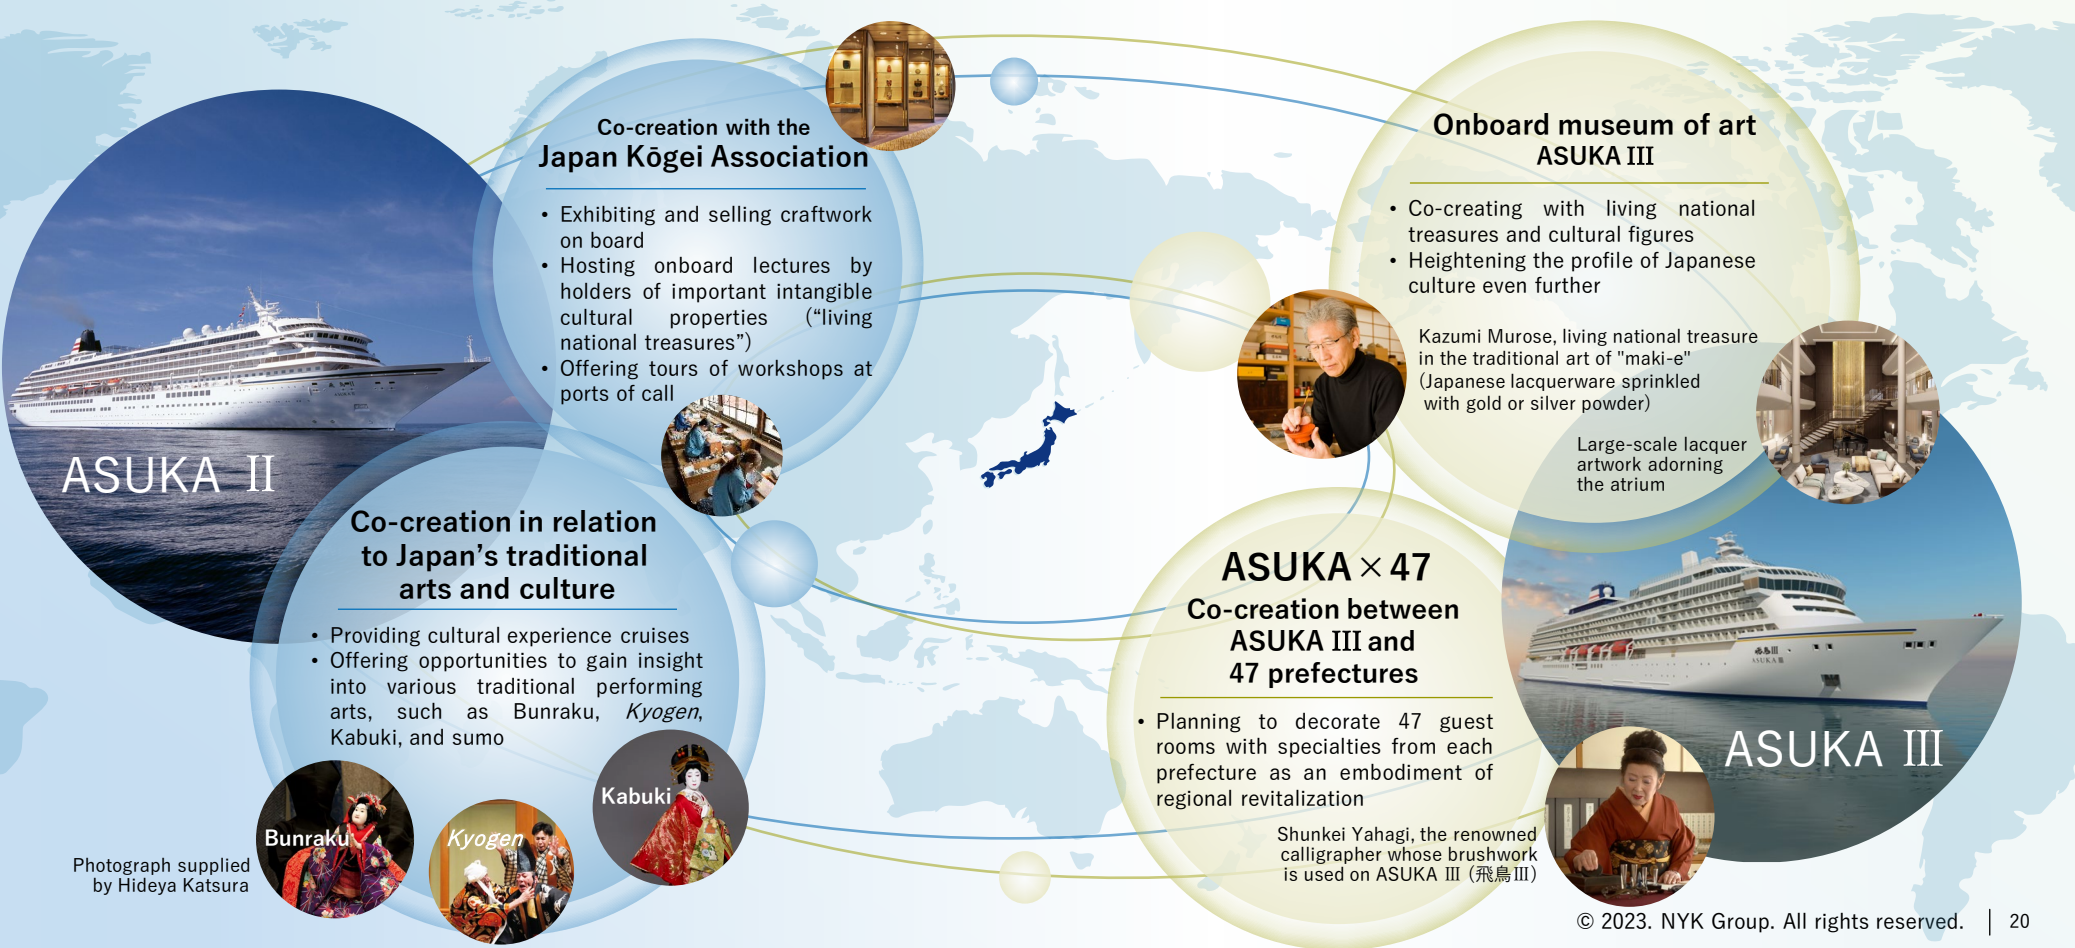 Co-creation with the
Japan Kōgei Association
• Exhibiting and selling craftwork
on board
• Hosting onboard lectures by
holders of important intangible
cultural properties (“living
national treasures”)
• Offering tours of workshops at
ports of call
ASUKA II
Co-creation in relation
to Japan’s traditional
arts and culture
• Providing cultural experience cruises
• Offering opportunities to gain insight
into various traditional performing
arts, such as Bunraku, Kyogen,
Kabuki, and sumo
Bunraku
Kyogen
Kabuki
Photograph supplied
by Hideya Katsura
Onboard museum of art
ASUKA III
• Co-creating with living national
treasures and cultural figures
• Heightening the profile of Japanese
culture even further
Kazumi Murose, living national treasure
in the traditional art of "maki-e"
(Japanese lacquerware sprinkled
with gold or silver powder)
Large-scale lacquer
artwork adorning
the atrium
ASUKA×47
Co-creation between
ASUKA III and
47 prefectures
• Planning to decorate 47 guest
rooms with specialties from each
prefecture as an embodiment of
regional revitalization
Shunkei Yahagi, the renowned
calligrapher whose brushwork
is used on ASUKA III (飛鳥III)
飛鳥III
ASUKA III
ASUKA III
© 2023. NYK Group. All rights reserved. | 20